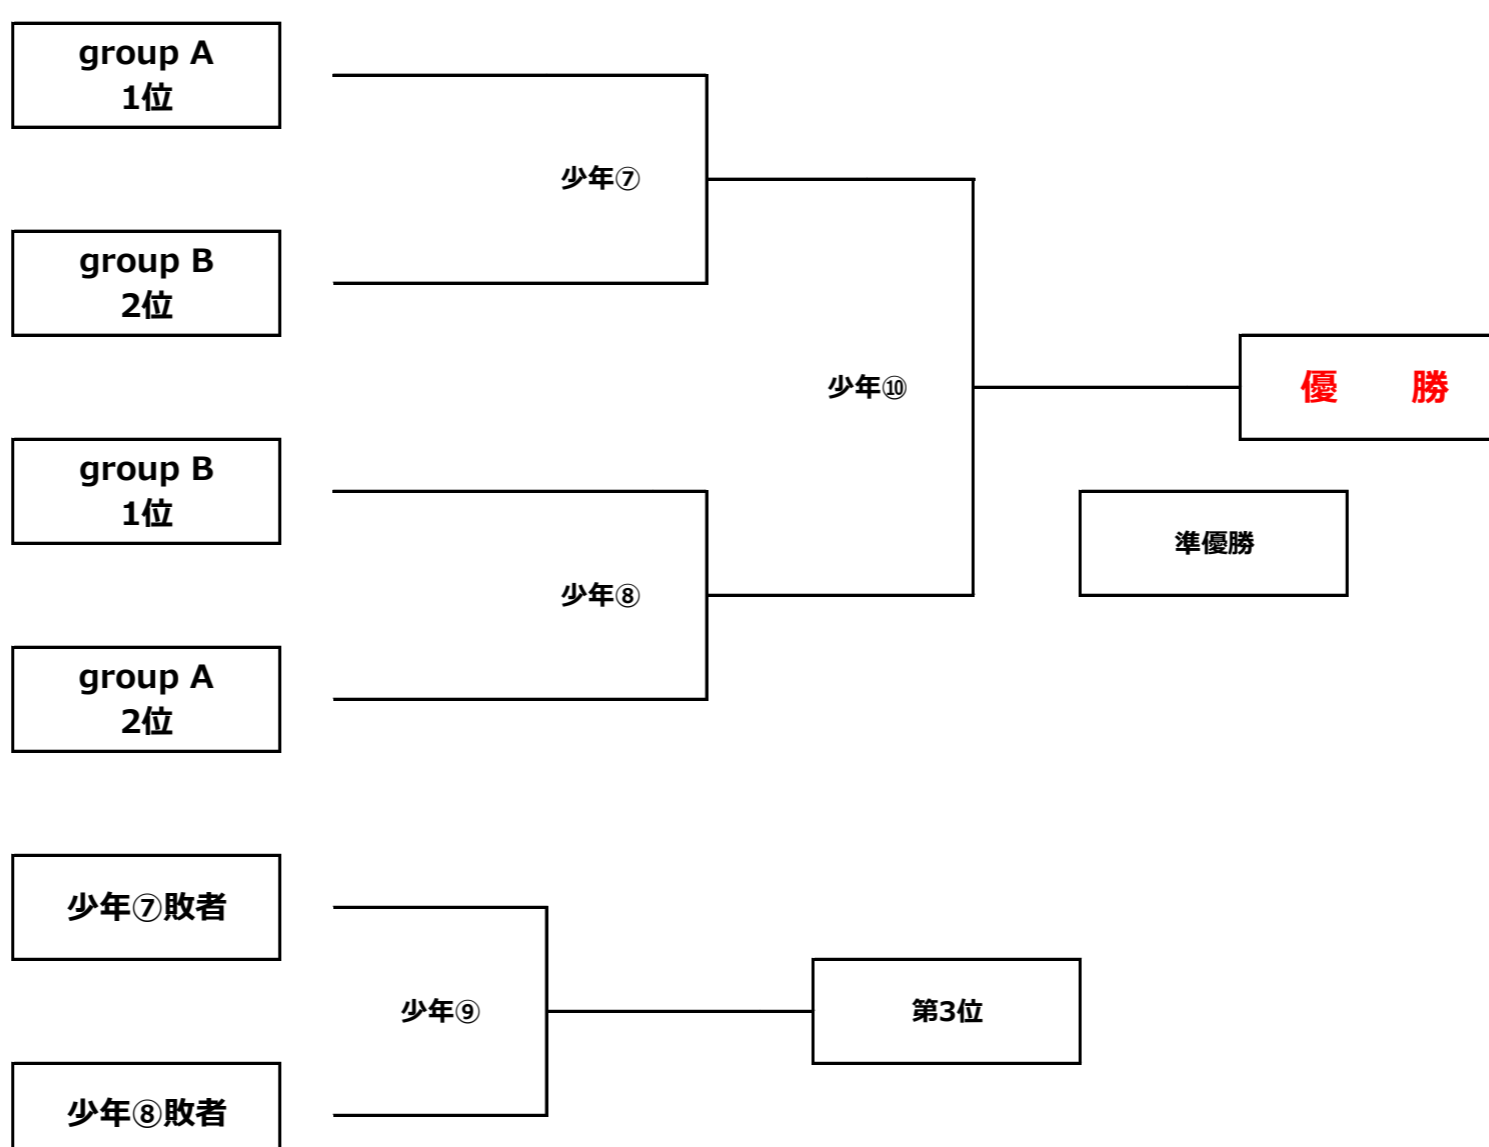 group A
1位
少年⑦
group B
2位
少年⑩
優　勝
group B
1位
準優勝
少年⑧
group A
2位
少年⑦敗者
少年⑨
第3位
少年⑧敗者